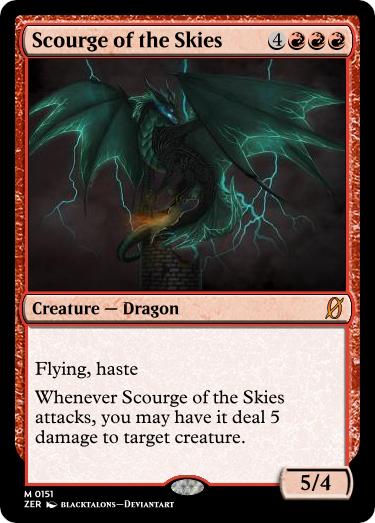 Scourge of the Skies 4
Creature — Dragon
Flying, haste
Whenever Scourge of the Skies
attacks, you may have it deal 5
damage to target creature.
5/4
M 0151
ZER BLACKTALONS—DEVIANTART